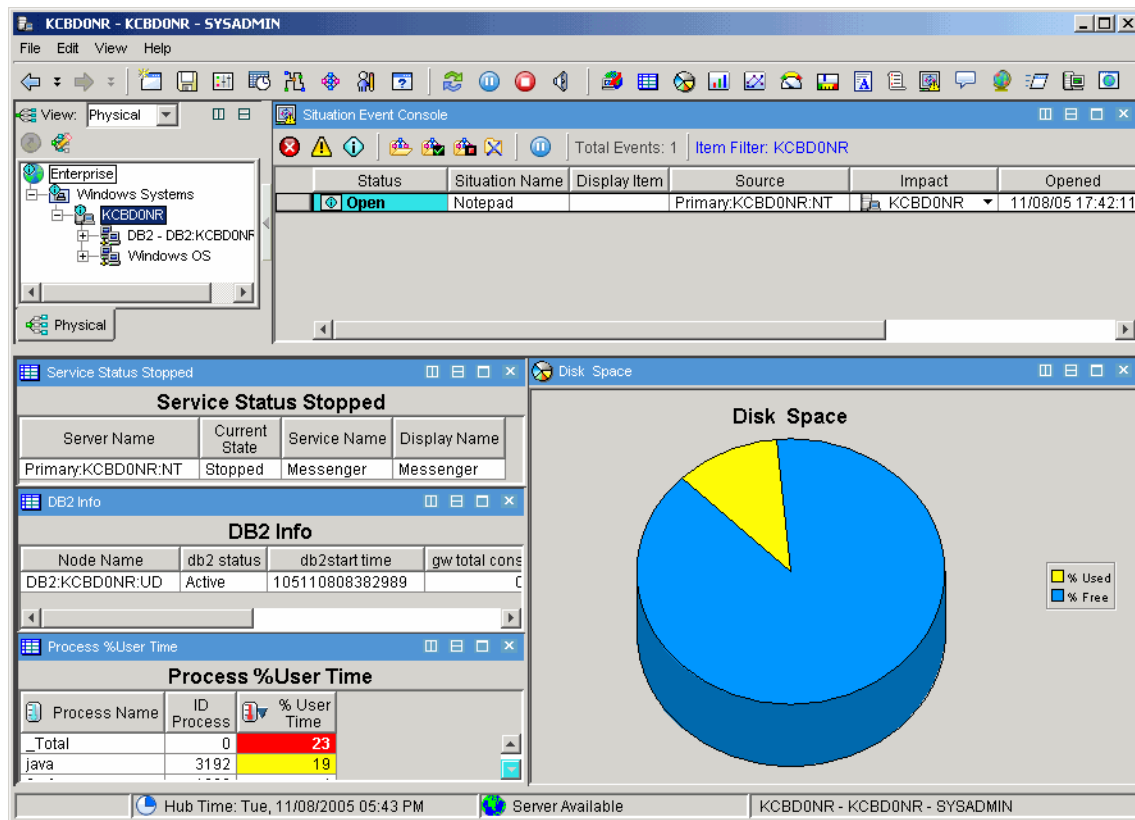 KCBD0NR - KCBD0NR - SYSADMIN
File Edit View Help
View: Physical
Enterprise
Windows Systems
KCBD0NR
DB2 - DB2:KCBD0NR
Windows OS
Physical
Situation Event Console
Total Events: 1 Item Filter: KCBD0NR
Status Situation Name Display Item Source Impact Opened
Open Notepad Primary:KCBD0NR:NT KCBD0NR 11/08/05 17:42:11
Service Status Stopped
Service Status Stopped
Server Name Current State Service Name Display Name
Primary:KCBD0NR:NT Stopped Messenger Messenger
DB2 Info
DB2 Info
Node Name db2 status db2start time gw total cons
DB2:KCBD0NR:UD Active 105110808382989 0
Process %User Time
Process %User Time
Process Name ID Process % User Time
_Total 0 23
java 3192 19
Disk Space
Disk Space
% Used
% Free
Hub Time: Tue, 11/08/2005 05:43 PM Server Available KCBD0NR - KCBD0NR - SYSADMIN